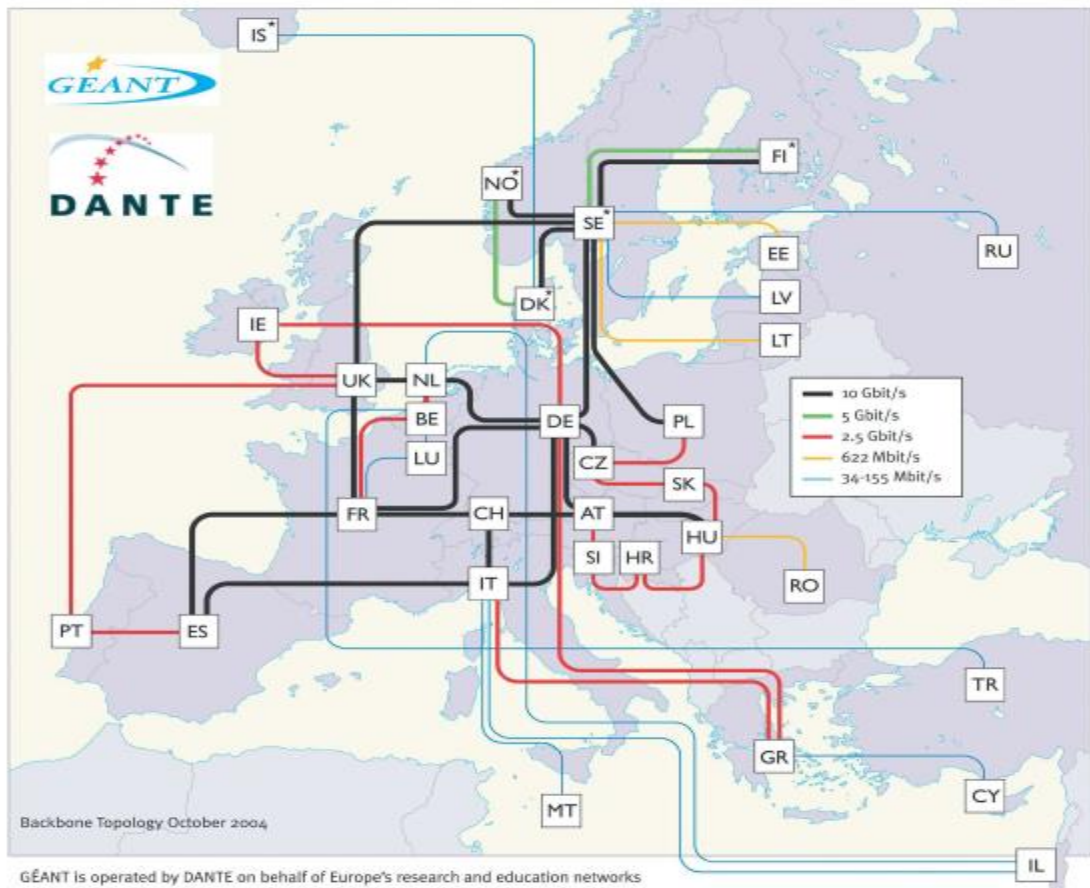 IS*
GÉANT
DANTE
FI*
NO*
SE*
EE
RU
DK*
LV
IE
LT
UK
NL
10 Gbit/s
5 Gbit/s
2.5 Gbit/s
622 Mbit/s
34-155 Mbit/s
BE
DE
PL
LU
CZ
SK
FR
CH
AT
HU
SI
HR
IT
RO
PT
ES
TR
GR
MT
CY
Backbone Topology October 2004
IL
GÉANT is operated by DANTE on behalf of Europe's research and education networks